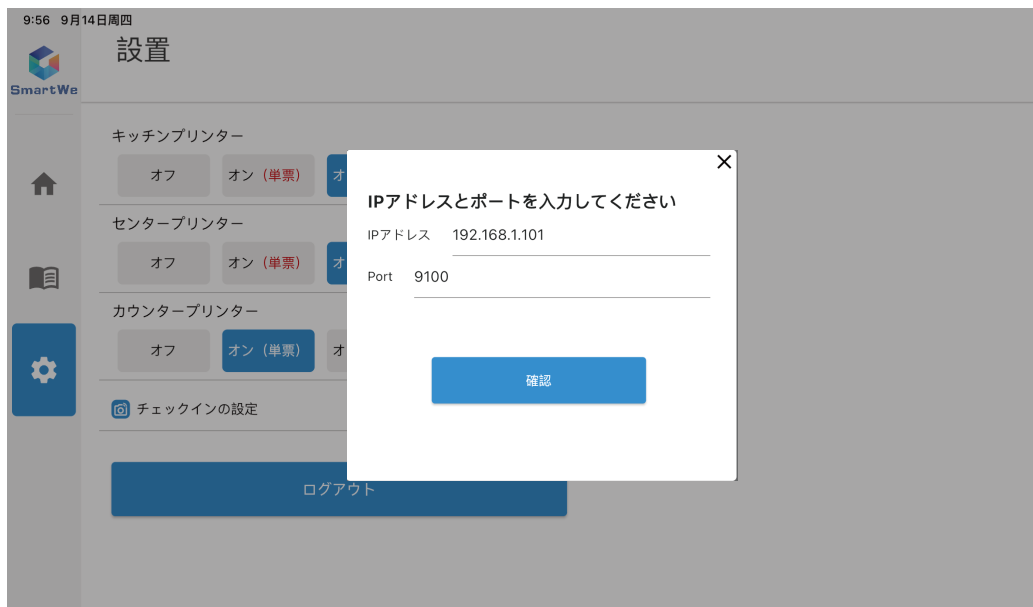 9:56 9月14日周四
設置
SmartWe
キッチンプリンター
オフ オン（単票） オ
センタープリンター
オフ オン（単票） オ
カウンタープリンター
オフ オン（単票） オ
チェックインの設定
ログアウト
IPアドレスとポートを入力してください
IPアドレス 192.168.1.101
Port 9100
確認